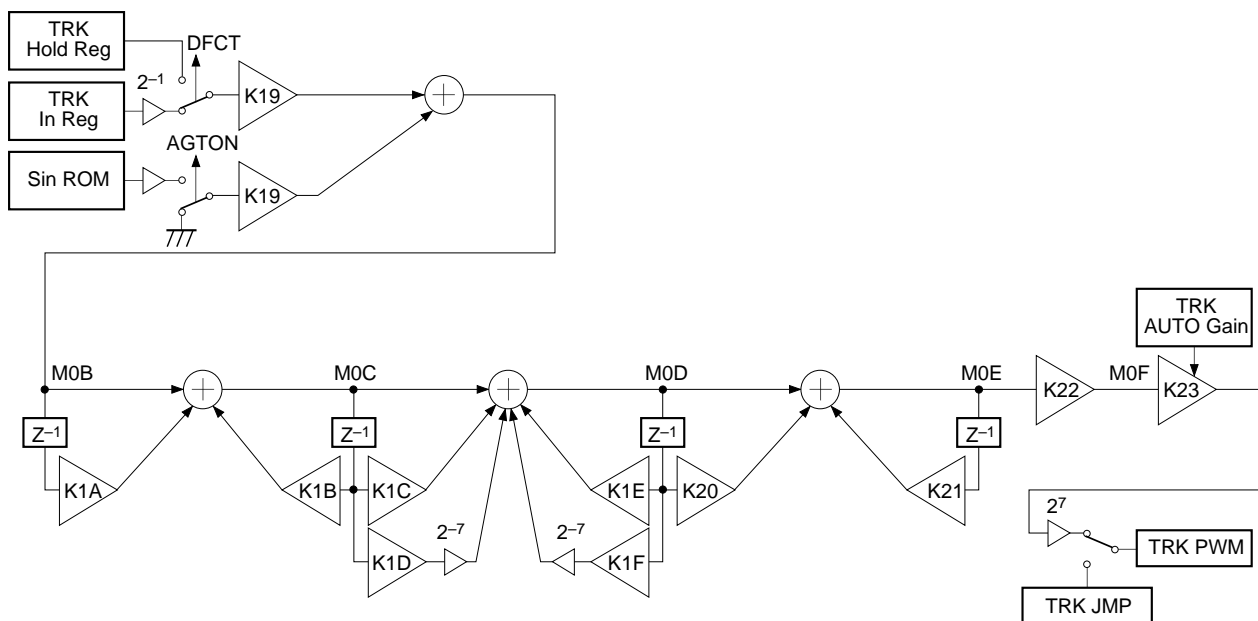 TRK
Hold Reg
DFCT
2–1
K19
TRK
In Reg
AGTON
Sin ROM
K19
TRK
AUTO Gain
M0B
M0C
M0D
M0E
K22
M0F
K23
Z–1
Z–1
Z–1
Z–1
K1A
K1B
K1C
K1E
K20
K21
K1D
2–7
2–7
K1F
27
TRK PWM
TRK JMP